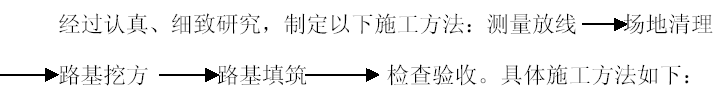 经过认真、细致研究，制定以下施工方法：测量放线 → 场地清理
→ 路基挖方 → 路基填筑 → 检查验收。具体施工方法如下：